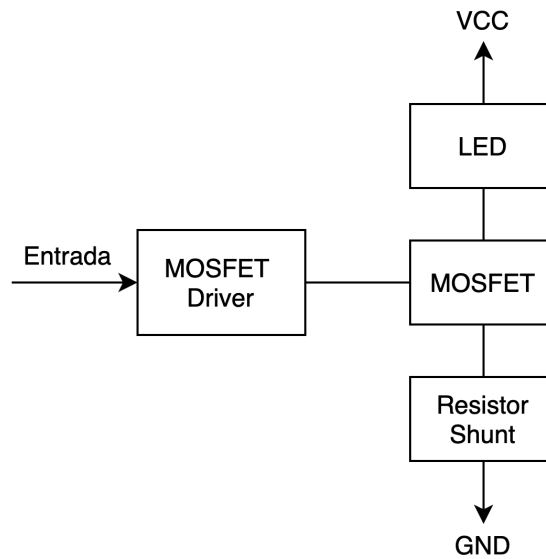 VCC
LED
Entrada
MOSFET
Driver
MOSFET
Resistor
Shunt
GND